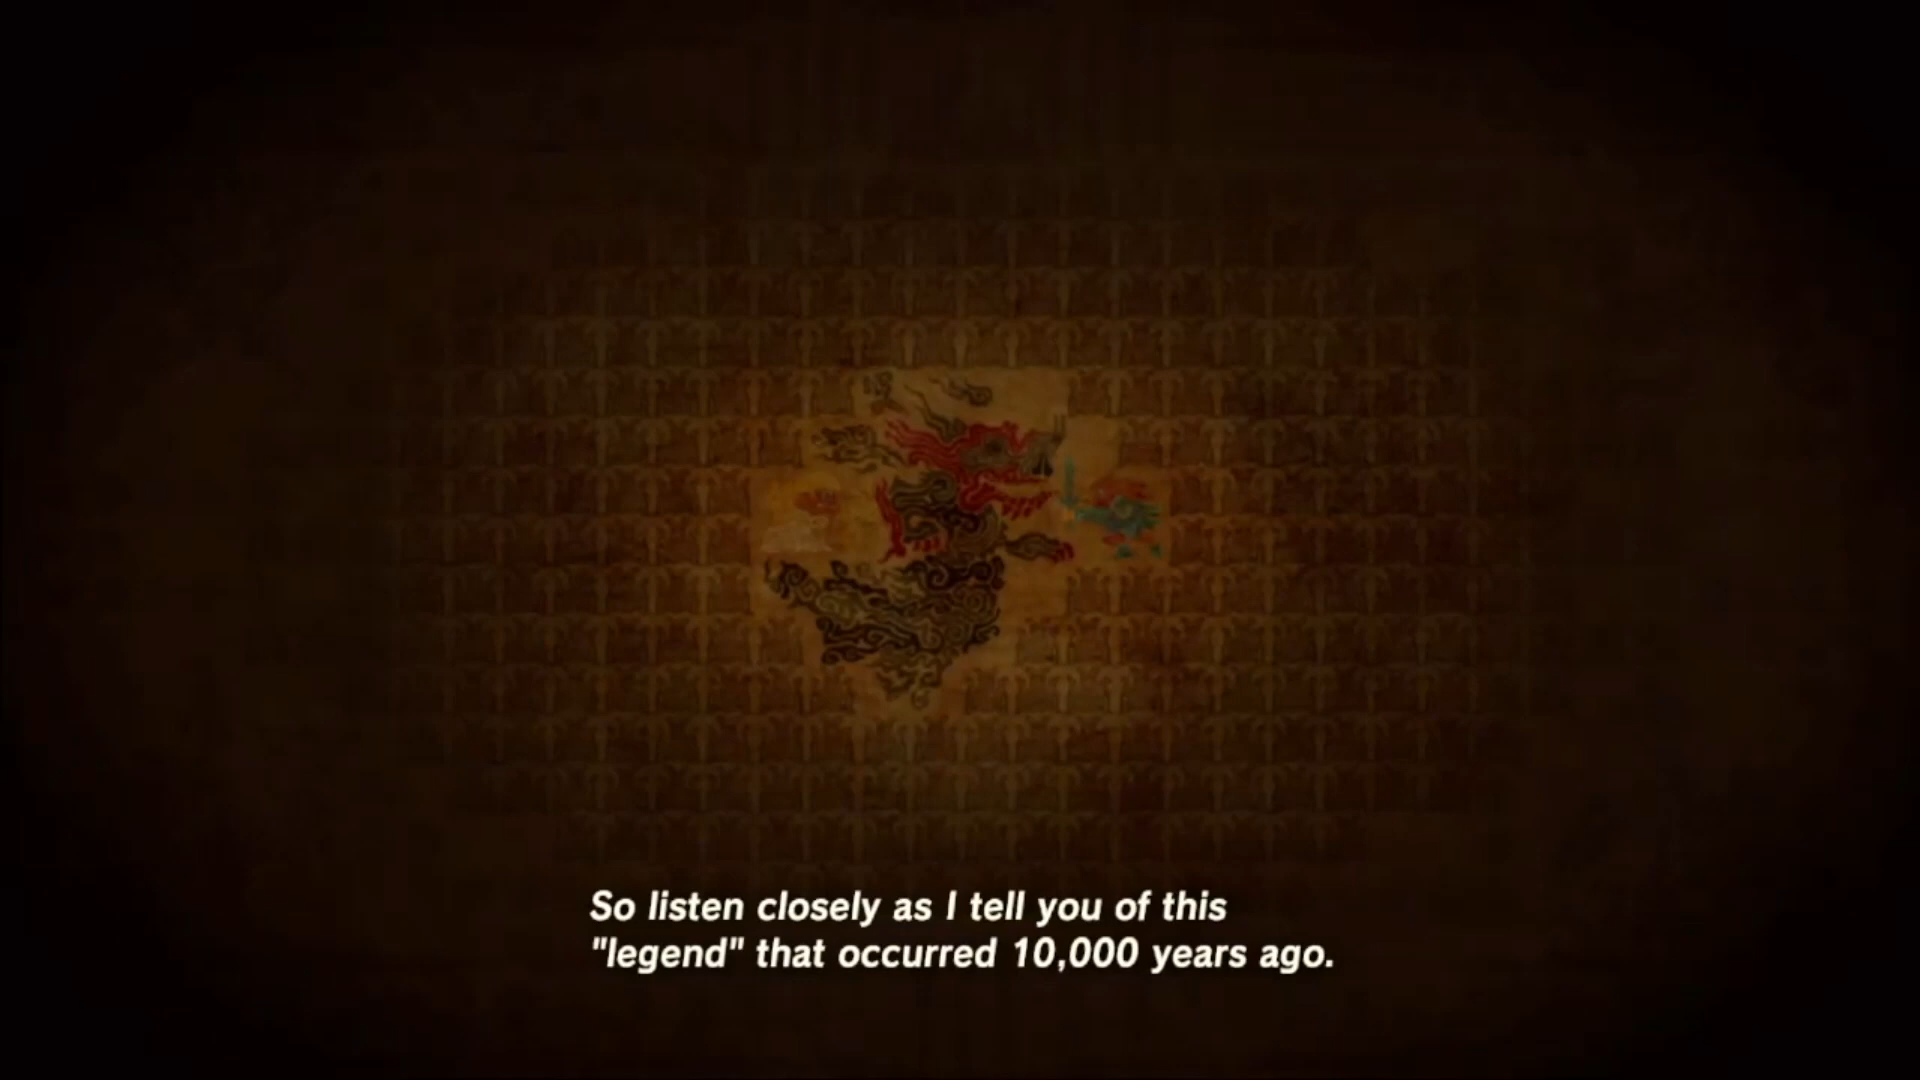 So listen closely as I tell you of this
"legend" that occurred 10,000 years ago.